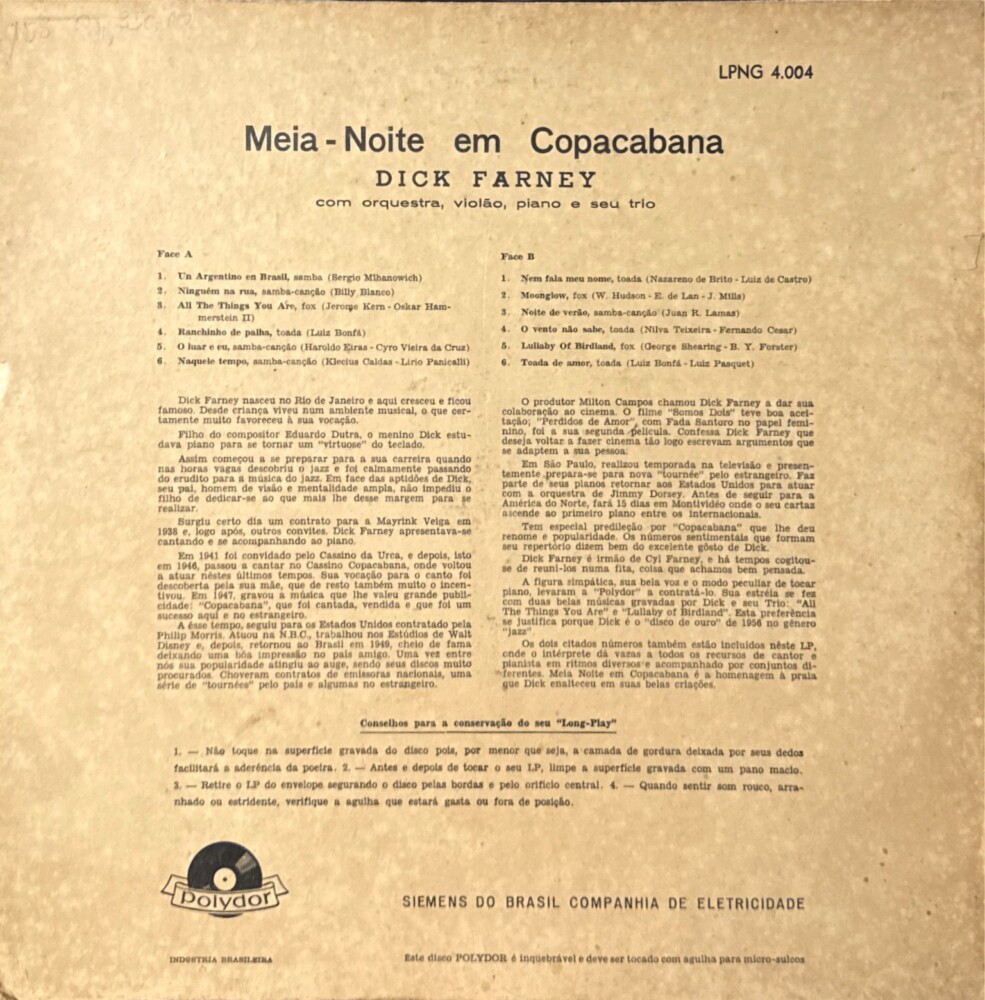 LPNG 4.004
Meia - Noite em Copacabana
DICK FARNEY
com orquestra, violão, piano e seu trio
Face A
1. Un Argentino en Brasil, samba (Sergio Mihanowich)
2. Ninguém na rua, samba-canção (Billy Blanco)
3. All The Things You Are, fox (Jerome Kern - Oskar Ham-
merstein II)
4. Ranchinho de palha, toada (Luiz Bonfá)
5. O luar e eu, samba-canção (Haroldo Eiras - Cyro Vieira da Cruz)
6. Naquele tempo, samba-canção (Klecius Caldas - Lirio Panicalli)
Dick Farney nasceu no Rio de Janeiro e aqui cresceu e ficou
famoso. Desde criança viveu num ambiente musical, o que cer-
tamente muito favoreceu à sua vocação.
Filho do compositor Eduardo Dutra, o menino Dick estu-
dava piano para se tornar um "virtuose" do teclado.
Assim começou a se preparar para a sua carreira quando
nas horas vagas descobriu o jazz e foi calmamente passando
do erudito para a música do jazz. Em face das aptidões de Dick,
seu pai, homem de visão e mentalidade ampla, não impediu o
filho de dedicar-se ao que mais lhe desse margem para se
realizar.
Surgiu certo dia um contrato para a Mayrink Veiga em
1938 e, logo após, outros convites. Dick Farney apresentava-se
cantando e se acompanhando ao piano.
Em 1941 foi convidado pelo Cassino da Urca, e depois, isto
em 1946, passou a cantar no Cassino Copacabana, onde voltou
a atuar nêstes últimos tempos. Sua vocação para o canto foi
descoberta pela sua mãe, que de resto também muito o incen-
tivou. Em 1947, gravou a música que lhe valeu grande publi-
cidade: "Copacabana", que foi cantada, vendida e que foi um
sucesso aqui e no estrangeiro.
A êsse tempo, seguiu para os Estados Unidos contratado pela
Philip Morris. Atuou na N.B.C., trabalhou nos Estúdios de Walt
Disney e, depois, retornou ao Brasil em 1949, cheio de fama
deixando uma bôa impressão no país amigo. Uma vez entre
nós sua popularidade atingiu ao auge, sendo seus discos muito
procurados. Choveram contratos de emissoras nacionais, uma
série de "tournées" pelo país e algumas no estrangeiro.
Face B
1. Nem fala meu nome, toada (Nazareno de Brito - Luiz de Castro)
2. Moonglow, fox (W. Hudson - E. de Lan - J. Mills)
3. Noite de verão, samba-canção (Juan R. Lamas)
4. O vento não sabe, toada (Nilva Teixeira - Fernando Cesar)
5. Lullaby Of Birdland, fox (George Shearing - B. Y. Forster)
6. Toada de amor, toada (Luiz Bonfá - Luiz Pasquet)
O produtor Milton Campos chamou Dick Farney a dar sua
colaboração ao cinema. O filme "Somos Dois" teve boa acei-
tação; "Perdidos de Amor", com Fada Santoro no papel femi-
nino, foi a sua segunda película. Confessa Dick Farney que
deseja voltar a fazer cinema tão logo escrevam argumentos que
se adaptem a sua pessoa.
Em São Paulo, realizou temporada na televisão e presen-
temente prepara-se para nova "tournée" pelo estrangeiro. Faz
parte de seus planos retornar aos Estados Unidos para atuar
com a orquestra de Jimmy Dorsey. Antes de seguir para a
América do Norte, fará 15 dias em Montividéo onde o seu cartaz
ascende ao primeiro plano entre os internacionais.
Tem especial predileção por "Copacabana" que lhe deu
renome e popularidade. Os números sentimentais que formam
seu repertório dizem bem do excelente gôsto de Dick.
Dick Farney é irmão de Cyl Farney, e há tempos cogitou-
se de reuní-los numa fita, coisa que achamos bem pensada.
A figura simpática, sua bela voz e o modo peculiar de tocar
piano, levaram a "Polydor" a contratá-lo. Sua estréia se fez
com duas belas músicas gravadas por Dick e seu Trio: "All
The Things You Are" e "Lullaby of Birdland". Esta preferência
se justifica porque Dick é o "disco de ouro" de 1956 no gênero
"jazz".
Os dois citados números também estão incluídos nêste LP,
onde o intérprete dá vazas a todos os recursos de cantor e
pianista em ritmos diversos e acompanhado por conjuntos di-
ferentes. Meia Noite em Copacabana é a homenagem à praia
que Dick enalteceu em suas belas criações.
Conselhos para a conservação do seu "Long-Play"
1. — Não toque na superfície gravada do disco pois, por menor que seja, a camada de gordura deixada por seus dedos
facilitará a aderência da poeira. 2. — Antes e depois de tocar o seu LP, limpe a superfície gravada com um pano macio.
3. — Retire o LP do envelope segurando o disco pelas bordas e pelo orifício central. 4. — Quando sentir som rouco, arra-
nhado ou estridente, verifique a agulha que estará gasta ou fora de posição.
Polydor
SIEMENS DO BRASIL COMPANHIA DE ELETRICIDADE
INDÚSTRIA BRASILEIRA
Este disco POLYDOR é inquebrável e deve ser tocado com agulha para micro-sulcos